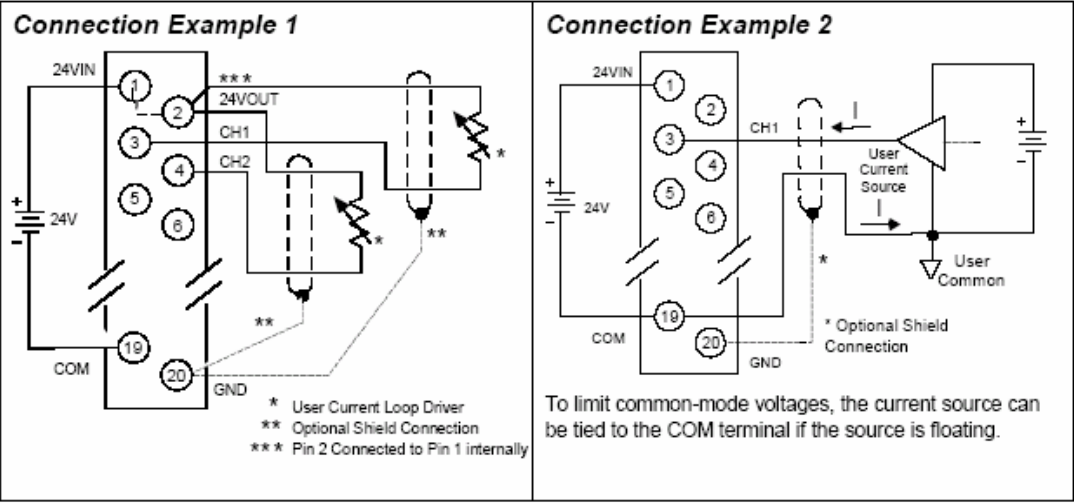 Connection Example 1
24VIN
1
***
2
24VOUT
3
CH1
*
4
CH2
5
+
24V
-
6
*
**
**
19
COM
20
GND
* User Current Loop Driver
** Optional Shield Connection
*** Pin 2 Connected to Pin 1 internally
Connection Example 2
24VIN
1
2
+
-
I
3
CH1
4
User
Current
Source
5
+
24V
-
6
I
*
User
Common
19
COM
20
GND
* Optional Shield
Connection
To limit common-mode voltages, the current source can
be tied to the COM terminal if the source is floating.